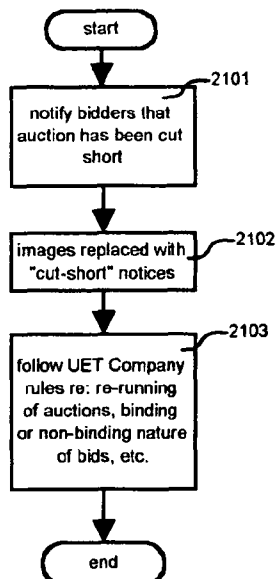 start
2101
notify bidders that
auction has been cut
short
2102
images replaced with
"cut-short" notices
2103
follow UET Company
rules re: re-running
of auctions, binding
or non-binding nature
of bids, etc.
end